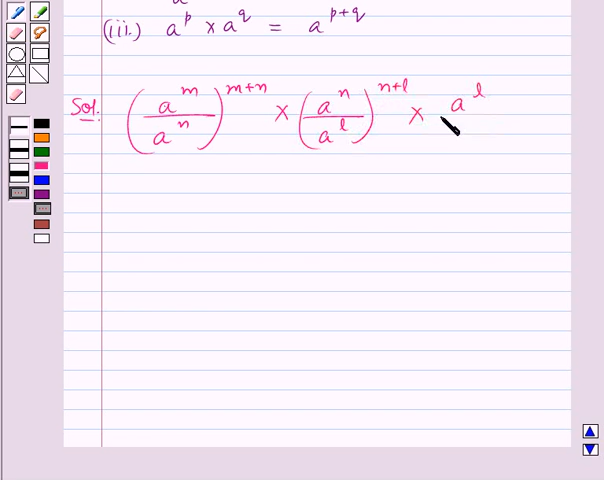 (iii.) a^p × a^q = a^{p+q}
Sol. (a^m / a^n)^{m+n} × (a^n / a^l)^{n+l} × a^l